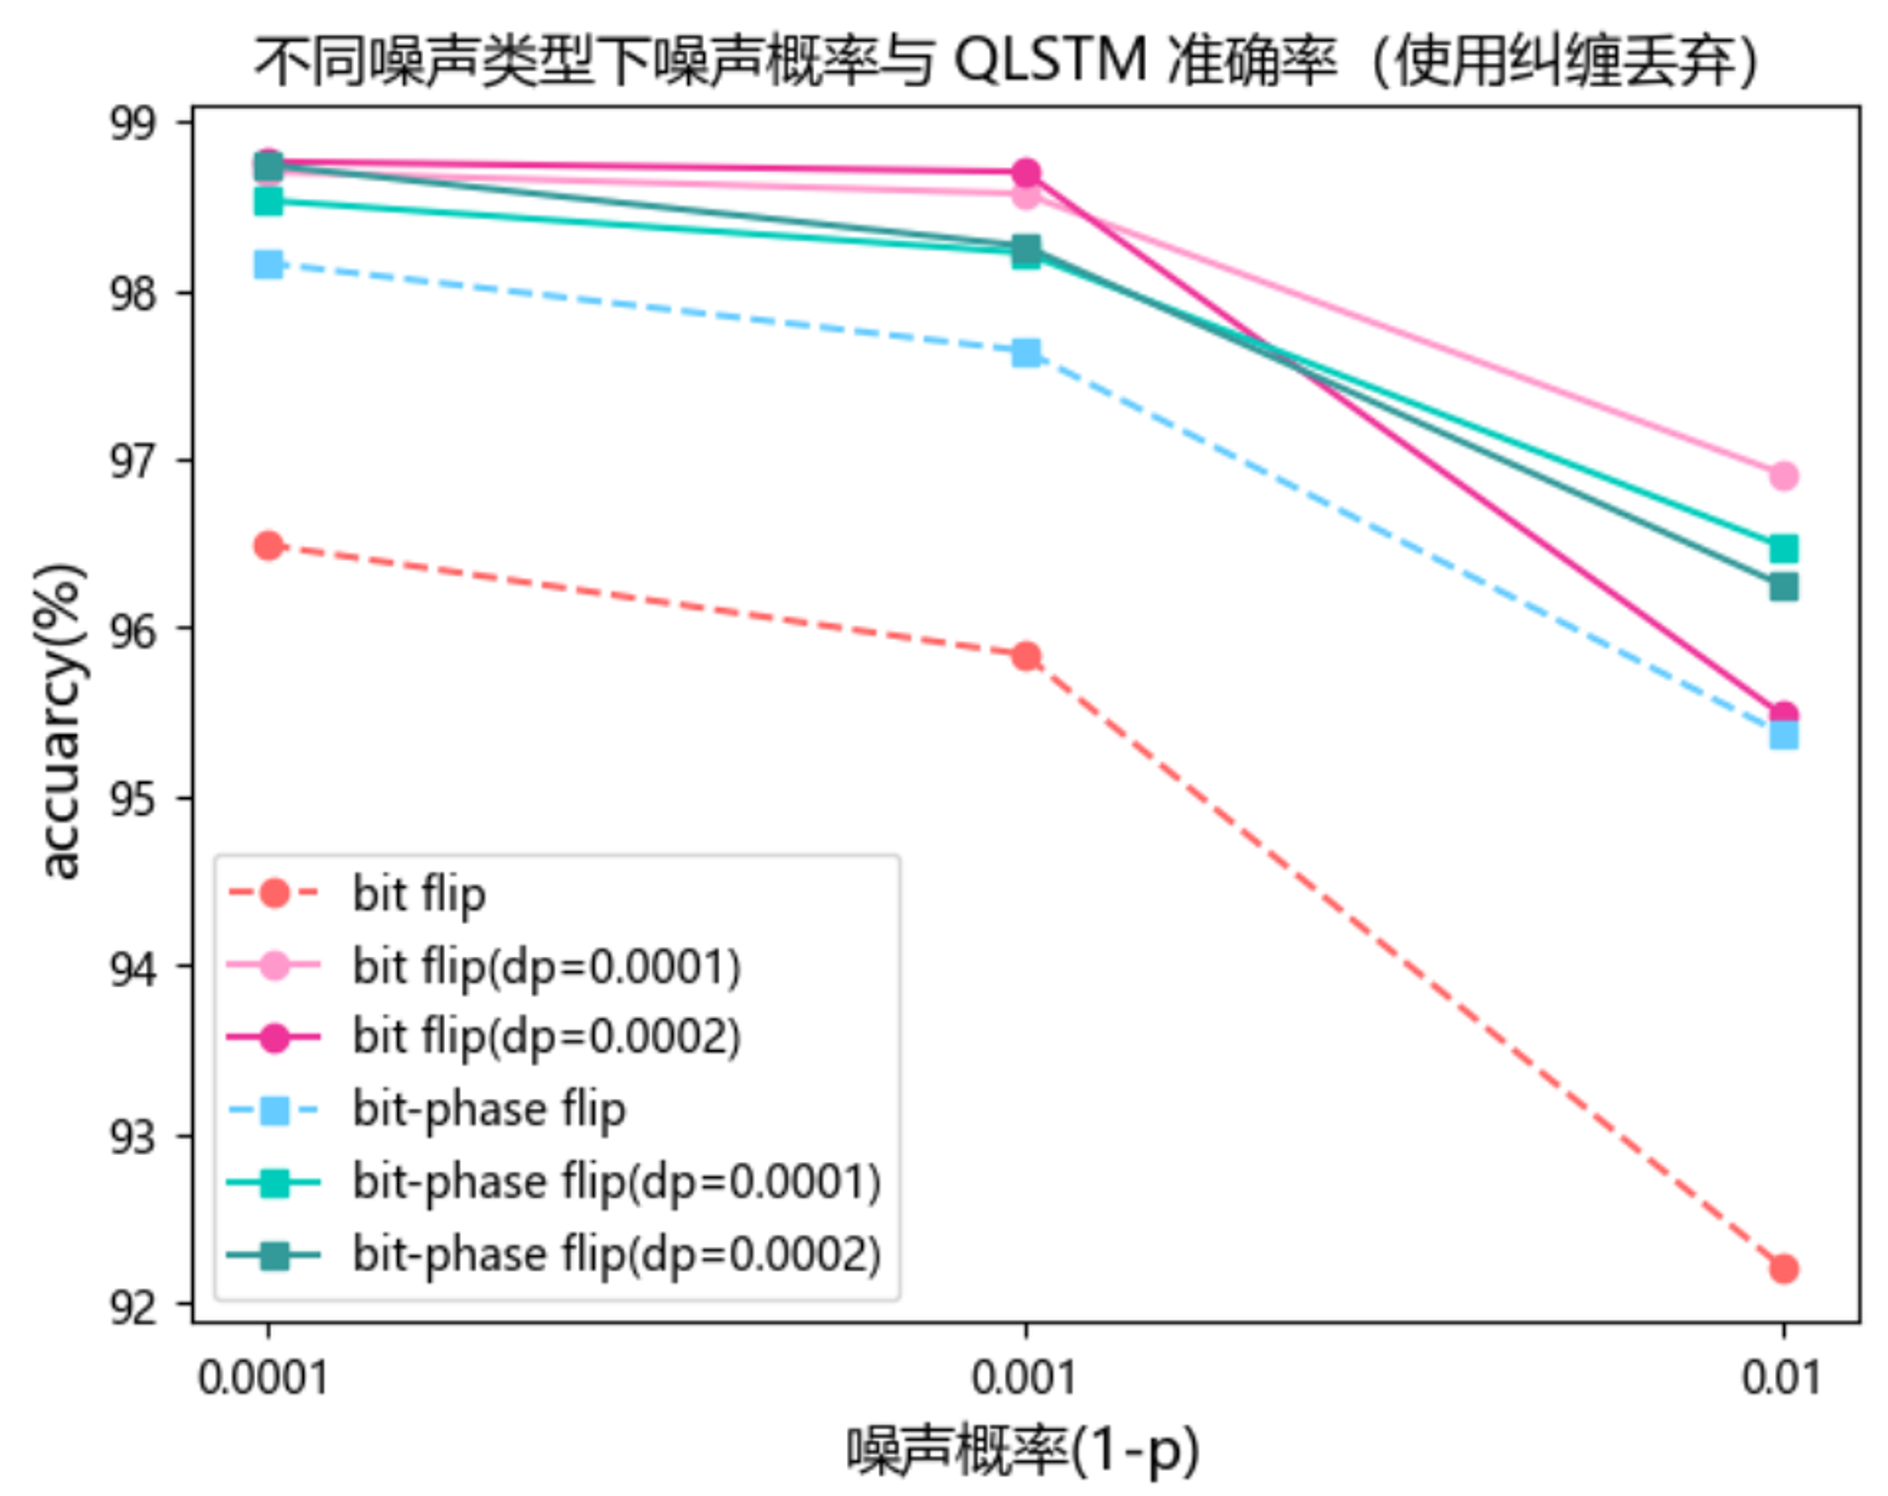 不同噪声类型下噪声概率与 QLSTM 准确率（使用纠缠丢弃）
99
98
97
96
95
94
93
92
accuarcy(%)
bit flip
bit flip(dp=0.0001)
bit flip(dp=0.0002)
bit-phase flip
bit-phase flip(dp=0.0001)
bit-phase flip(dp=0.0002)
0.0001
0.001
0.01
噪声概率(1-p)